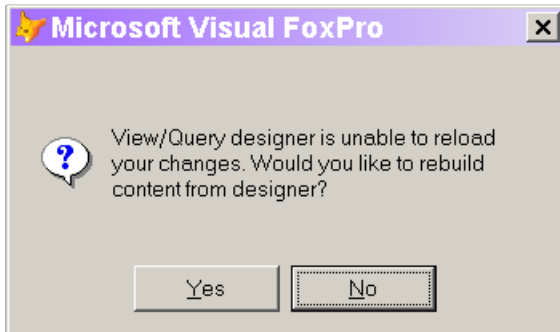 Microsoft Visual FoxPro
View/Query designer is unable to reload
your changes. Would you like to rebuild
content from designer?
Yes
No